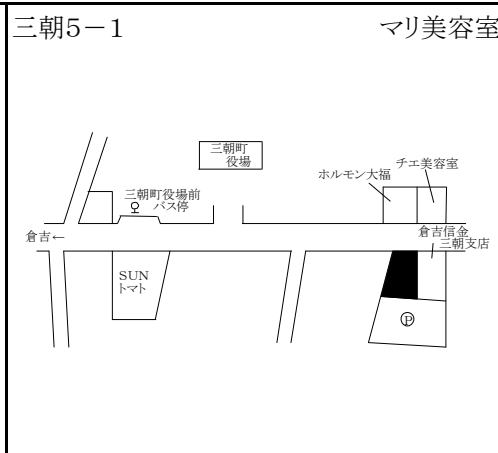 三朝5－1
マリ美容室
三朝町
役場
チエ美容室
ホルモン大福
三朝町役場前
バス停
倉吉←
倉吉信金
三朝支店
SUN
トマト
P